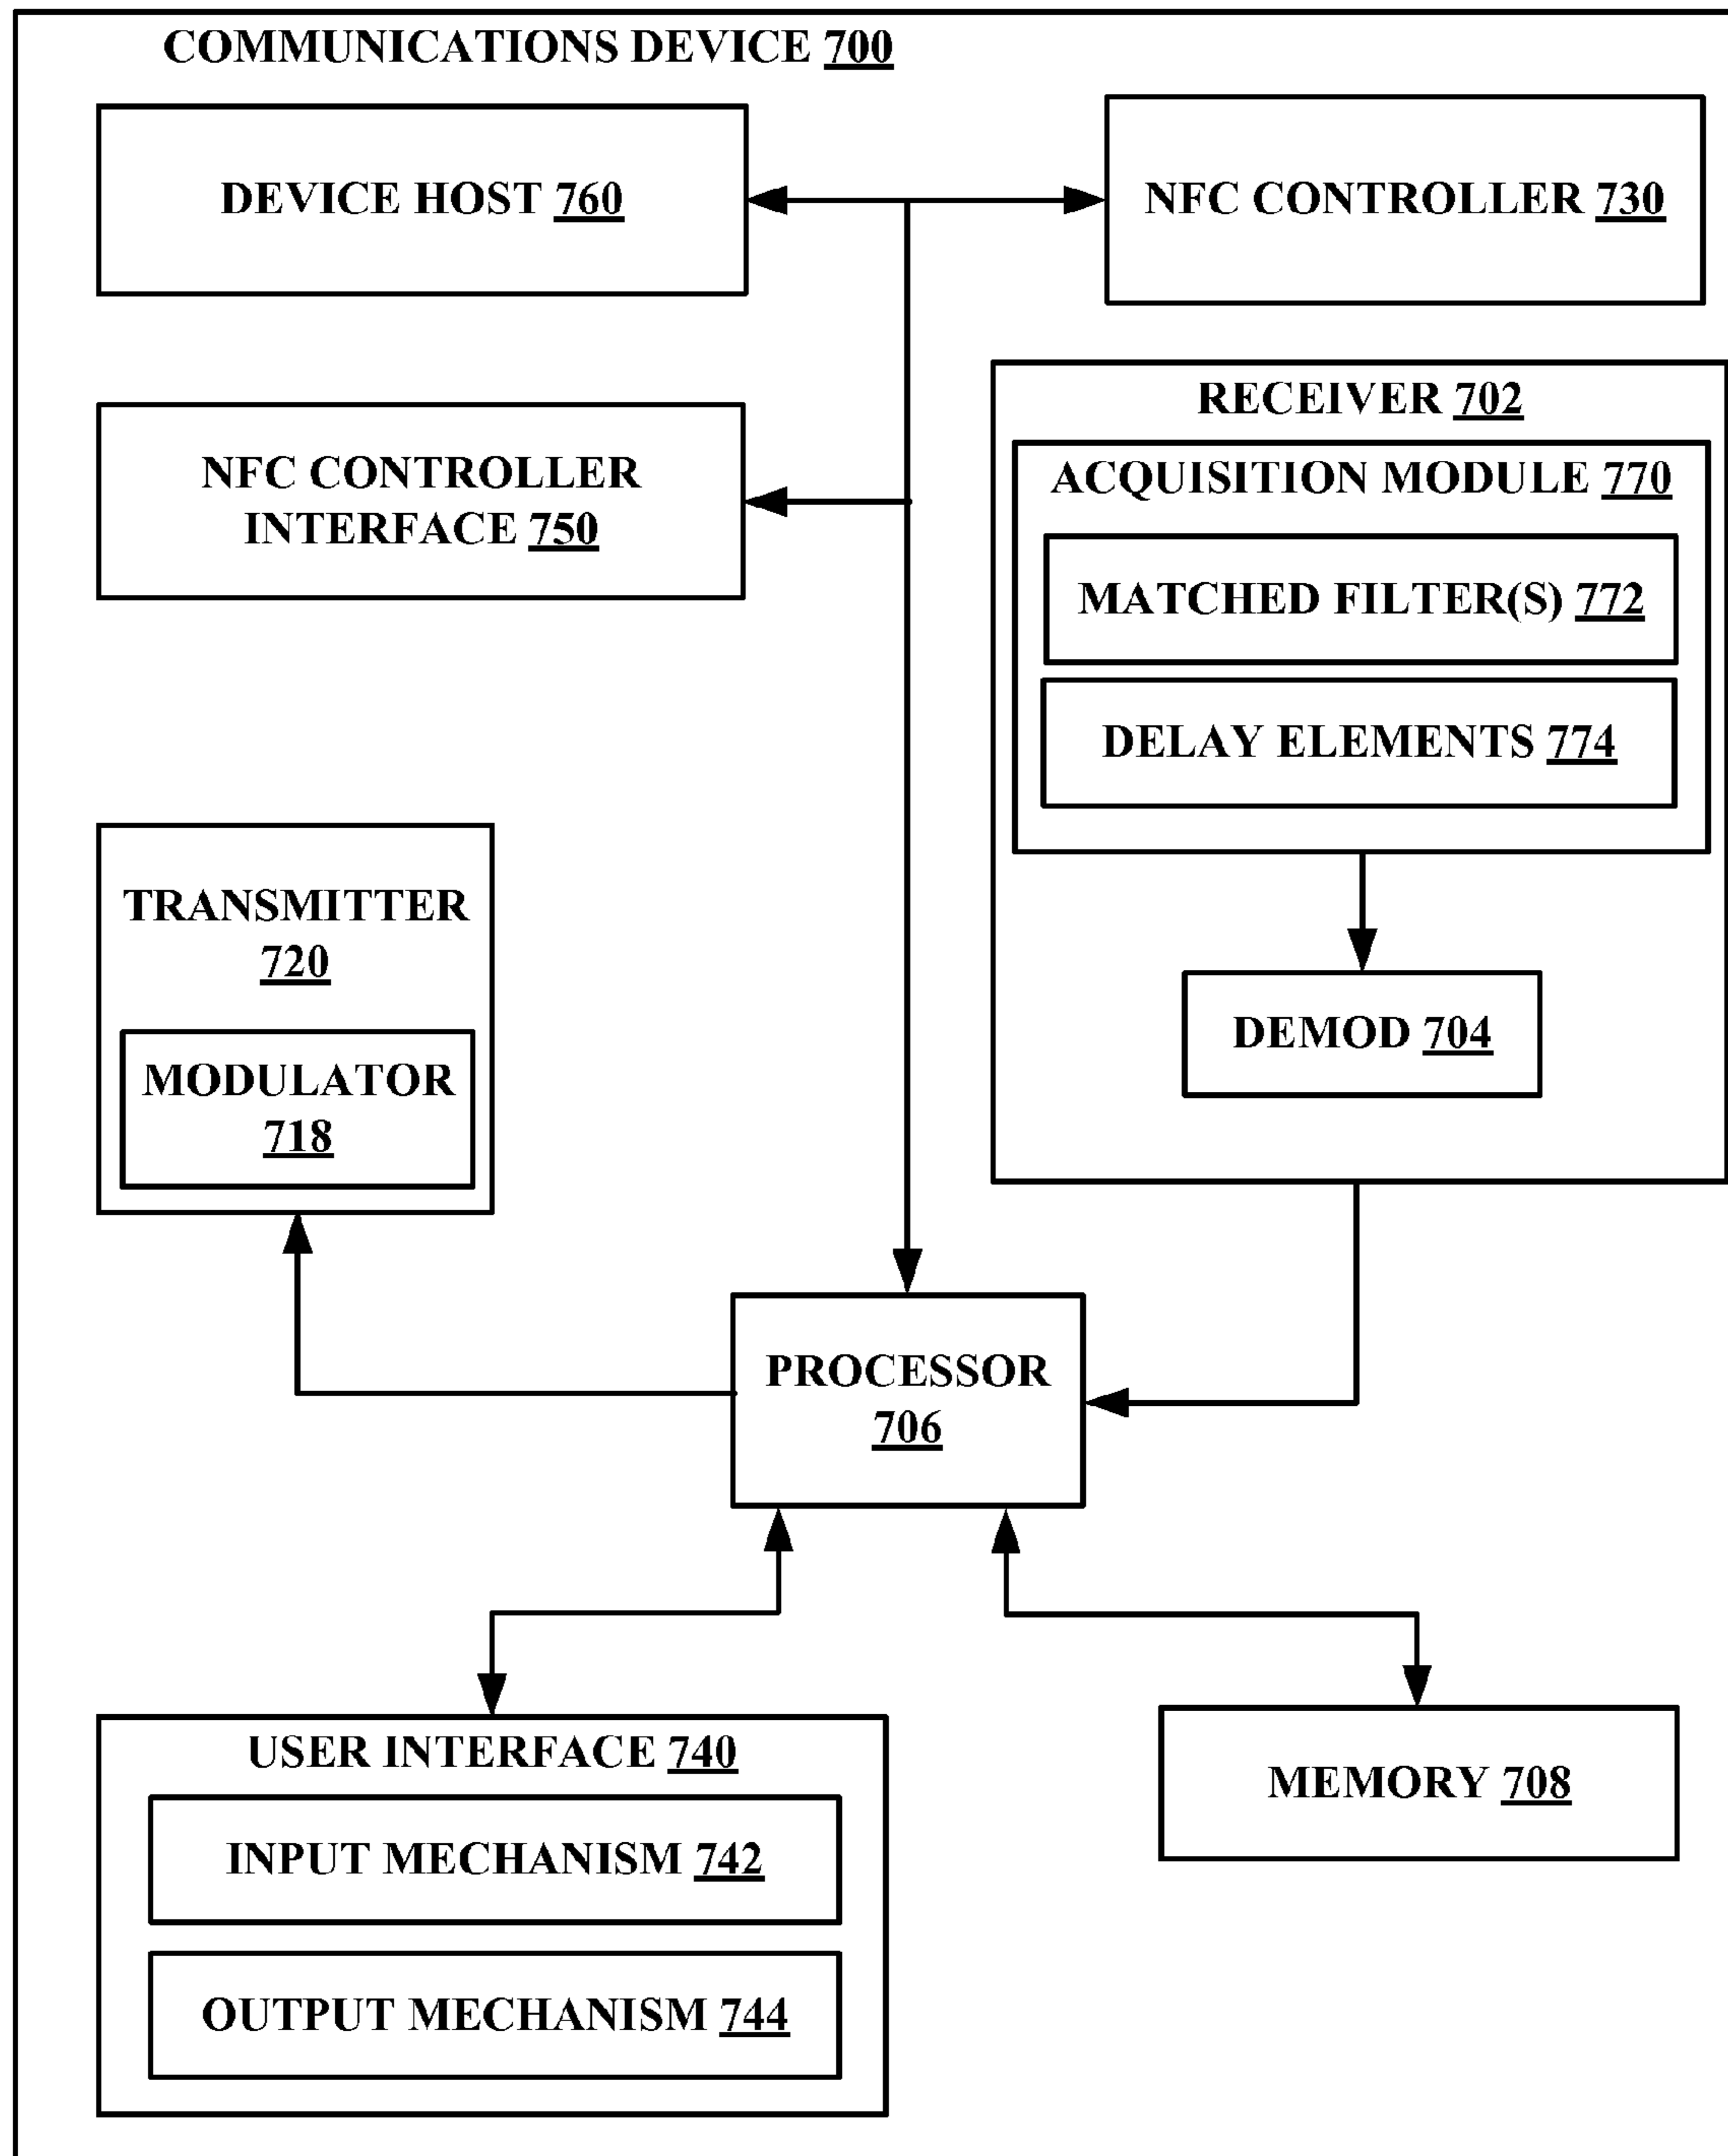 COMMUNICATIONS DEVICE 700
DEVICE HOST 760
NFC CONTROLLER 730
NFC CONTROLLER
INTERFACE 750
RECEIVER 702
ACQUISITION MODULE 770
MATCHED FILTER(S) 772
DELAY ELEMENTS 774
TRANSMITTER
720
MODULATOR
718
DEMOD 704
PROCESSOR
706
USER INTERFACE 740
INPUT MECHANISM 742
OUTPUT MECHANISM 744
MEMORY 708